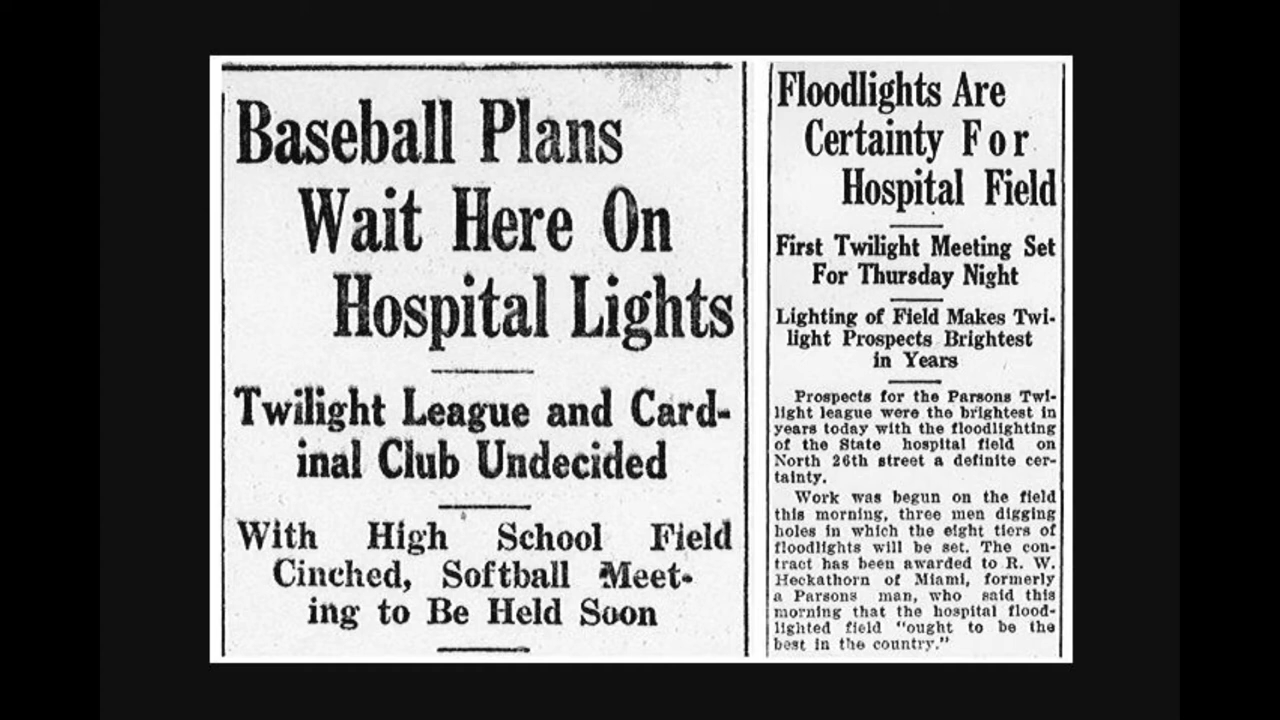 Baseball Plans
Wait Here On
Hospital Lights
Twilight League and Card-
inal Club Undecided
With High School Field
Cinched, Softball Meet-
ing to Be Held Soon
Floodlights Are
Certainty For
Hospital Field
First Twilight Meeting Set
For Thursday Night
Lighting of Field Makes Twi-
light Prospects Brightest
in Years
Prospects for the Parsons Twi-
light league were the brightest in
years today with the floodlighting
of the State hospital field on
North 26th street a definite cer-
tainty.
Work was begun on the field
this morning, three men digging
holes in which the eight tiers of
floodlights will be set. The con-
tract has been awarded to R. W.
Heckathorn of Miami, formerly
a Parsons man, who said this
morning that the hospital flood-
lighted field "ought to be the
best in the country."